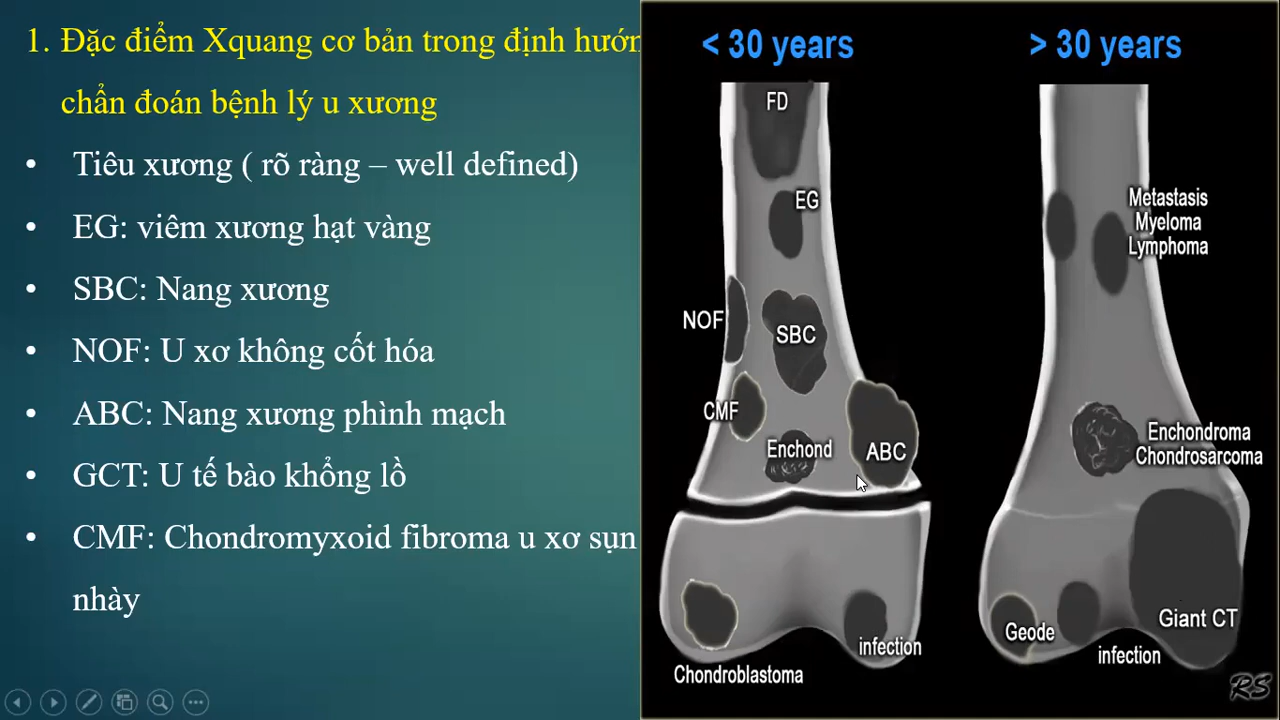 1. Đặc điểm Xquang cơ bản trong định hướn
chẩn đoán bệnh lý u xương
• Tiêu xương ( rõ ràng – well defined)
• EG: viêm xương hạt vàng
• SBC: Nang xương
• NOF: U xơ không cốt hóa
• ABC: Nang xương phình mạch
• GCT: U tế bào khổng lồ
• CMF: Chondromyxoid fibroma u xơ sụn
nhày
< 30 years
FD
EG
NOF
SBC
CMF
Enchond
ABC
infection
Chondroblastoma
> 30 years
Metastasis
Myeloma
Lymphoma
Enchondroma
Chondrosarcoma
Giant CT
Geode
infection
RS